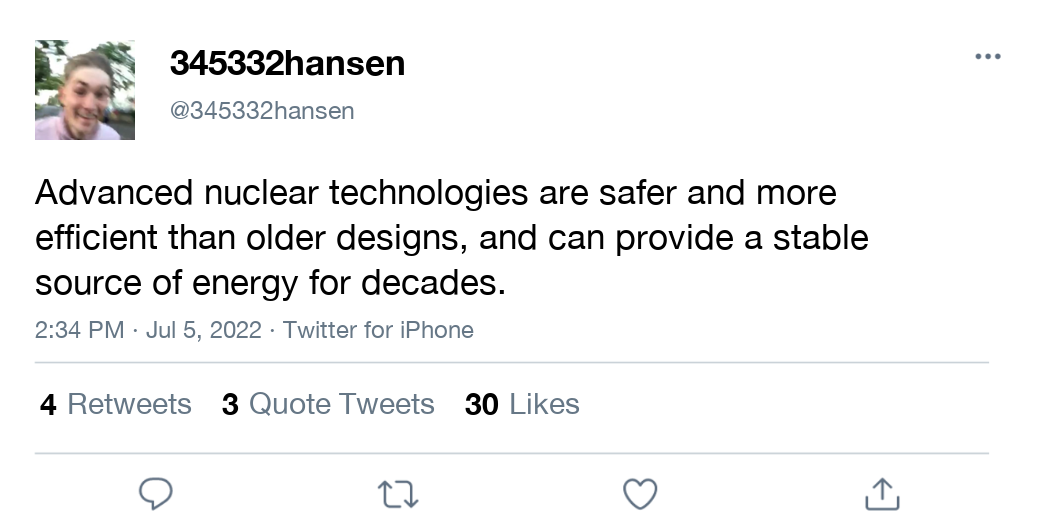 345332hansen
@345332hansen
Advanced nuclear technologies are safer and more
efficient than older designs, and can provide a stable
source of energy for decades.
2:34 PM · Jul 5, 2022 · Twitter for iPhone
4 Retweets 3 Quote Tweets 30 Likes